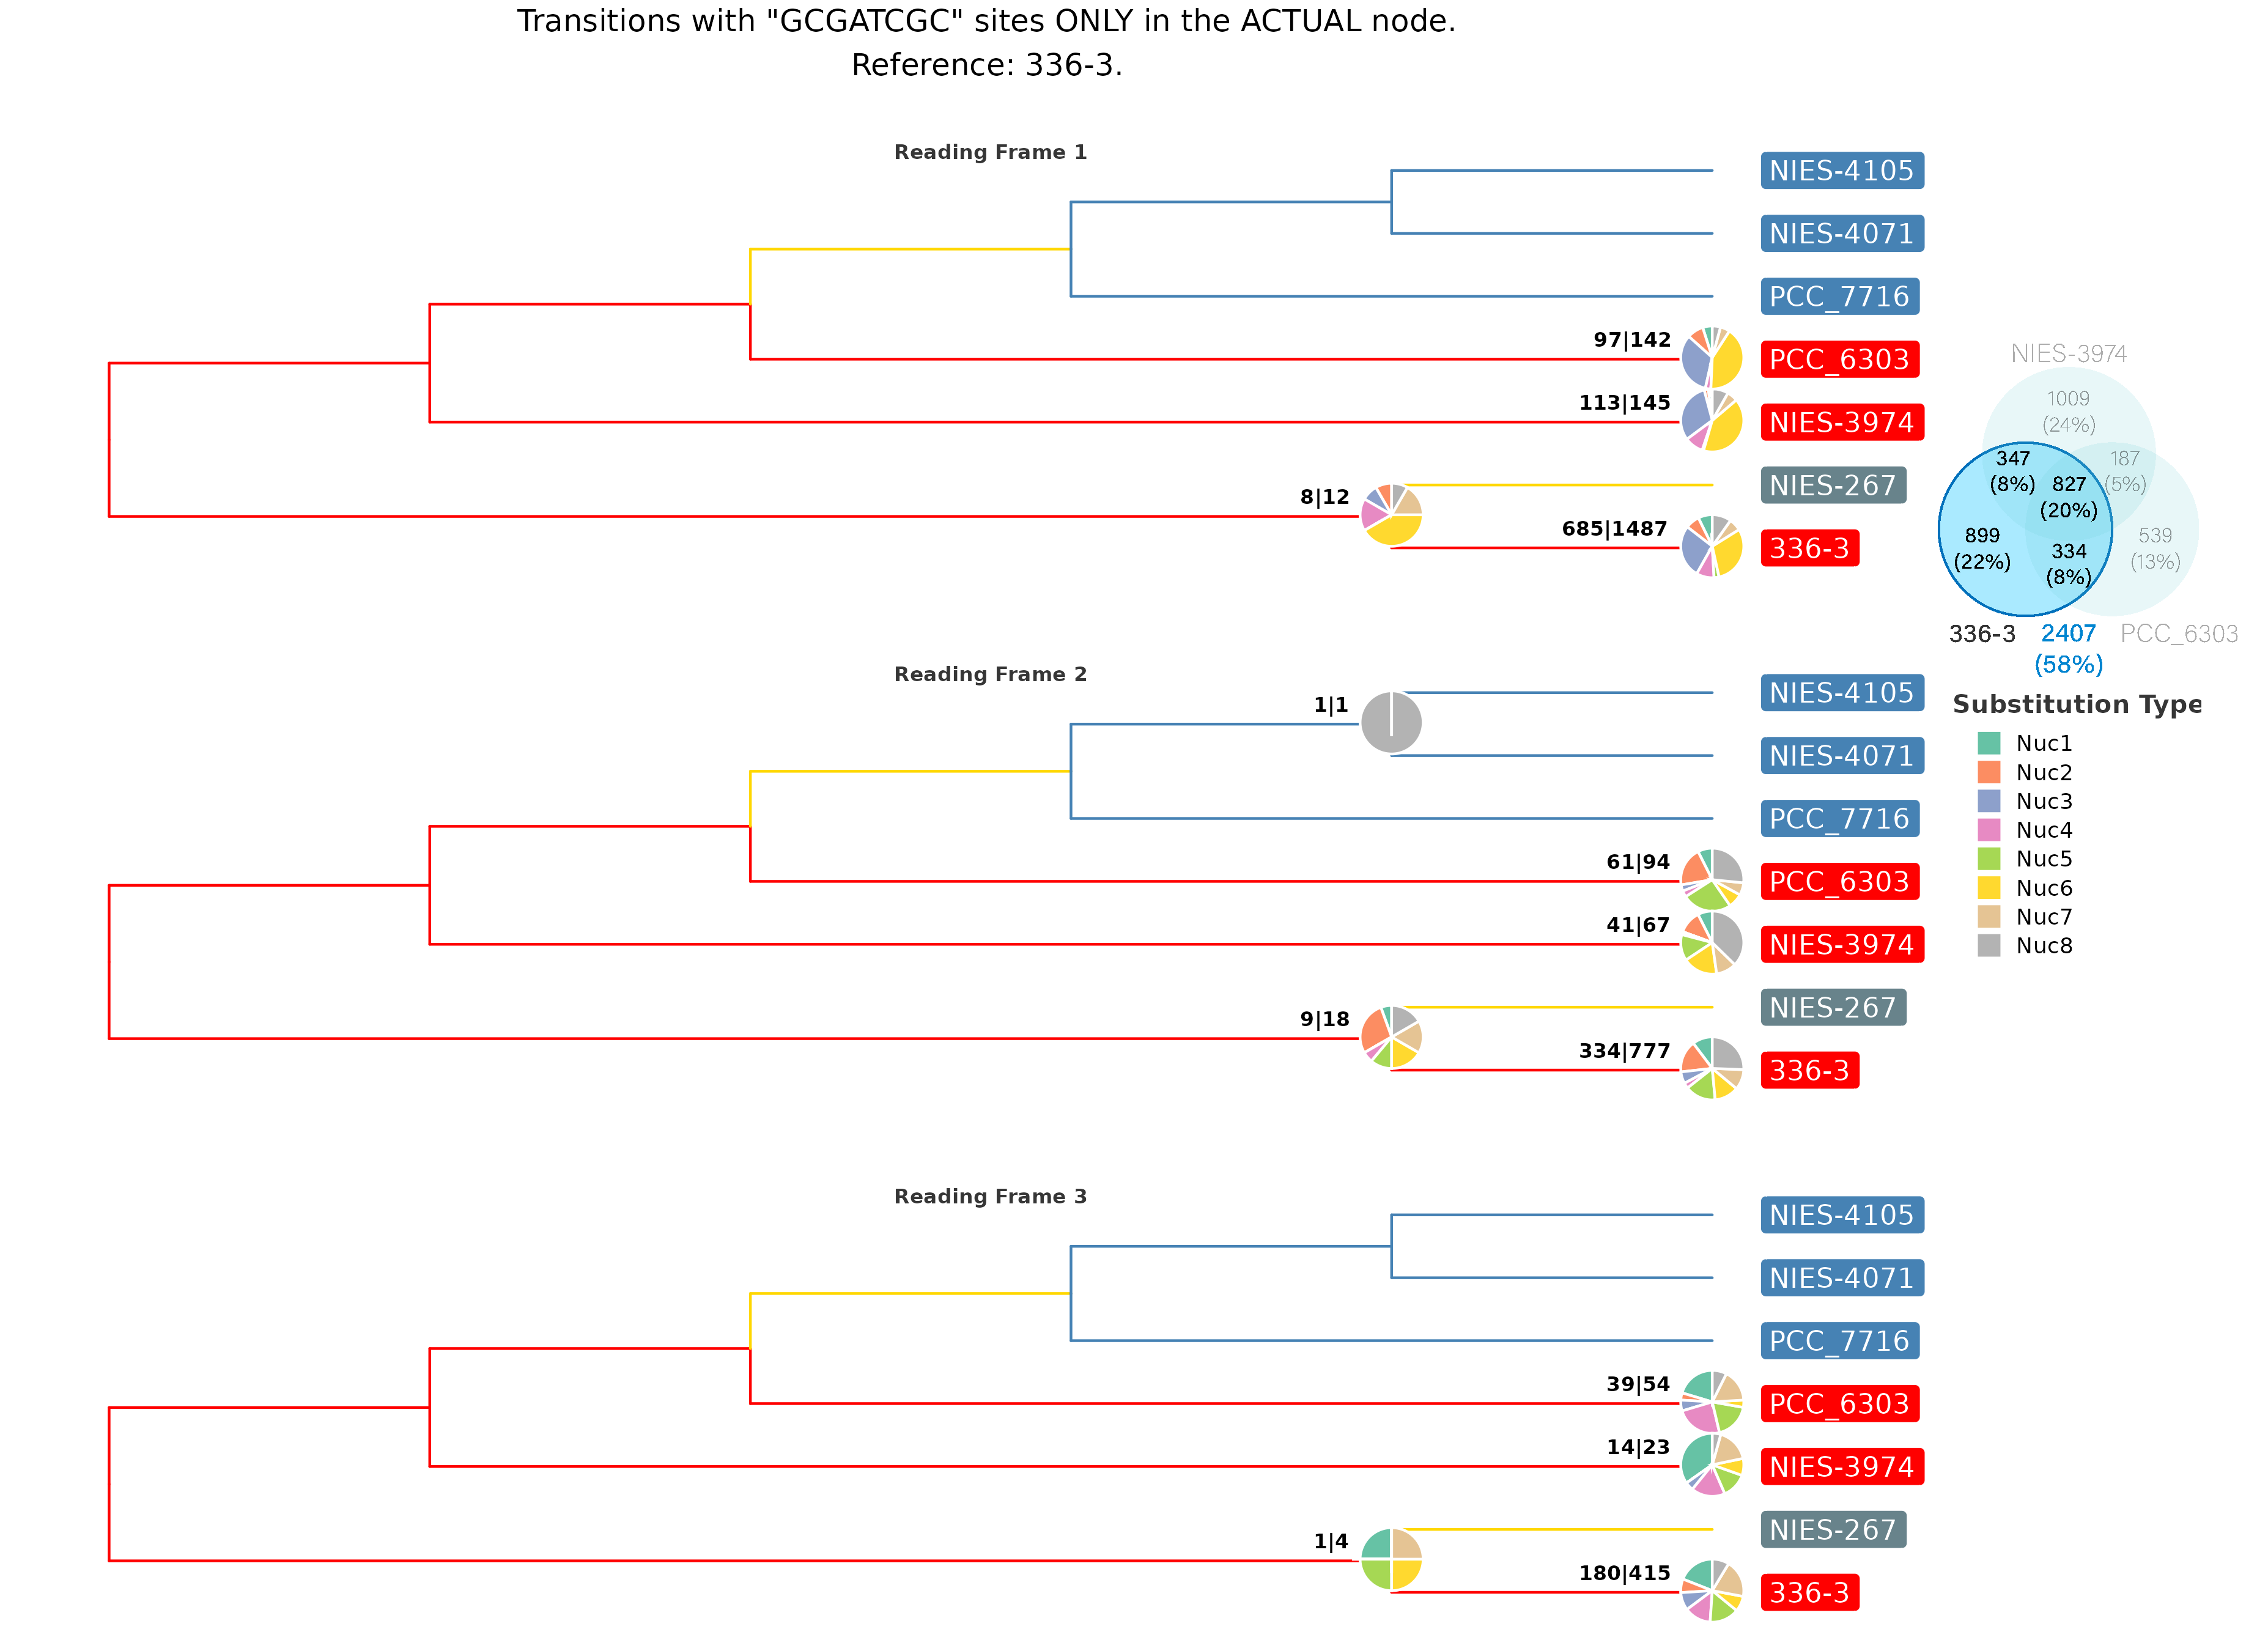 Transitions with "GCGATCGC" sites ONLY in the ACTUAL node.
Reference: 336-3.
Reading Frame 1
NIES-4105
NIES-4071
PCC_7716
97|142
PCC_6303
113|145
NIES-3974
8|12
NIES-267
685|1487
336-3
NIES-3974
1009
(24%)
347
(8%)
187
(5%)
827
(20%)
899
(22%)
334
(8%)
539
(13%)
336-3
2407
(58%)
PCC_6303
Substitution Type
Nuc1
Nuc2
Nuc3
Nuc4
Nuc5
Nuc6
Nuc7
Nuc8
Reading Frame 2
1|1
NIES-4105
NIES-4071
PCC_7716
61|94
PCC_6303
41|67
NIES-3974
9|18
NIES-267
334|777
336-3
Reading Frame 3
NIES-4105
NIES-4071
PCC_7716
39|54
PCC_6303
14|23
NIES-3974
1|4
NIES-267
180|415
336-3